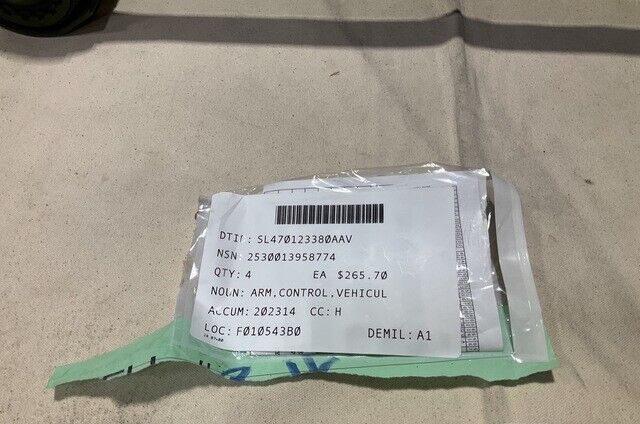 DTID: SL470123380AAV
NSN: 2530013958774
QTY: 4 EA $265.70
NOUN: ARM,CONTROL,VEHICUL
ACCUM: 202314 CC: H
LOC: F010543B0 DEMIL: A1